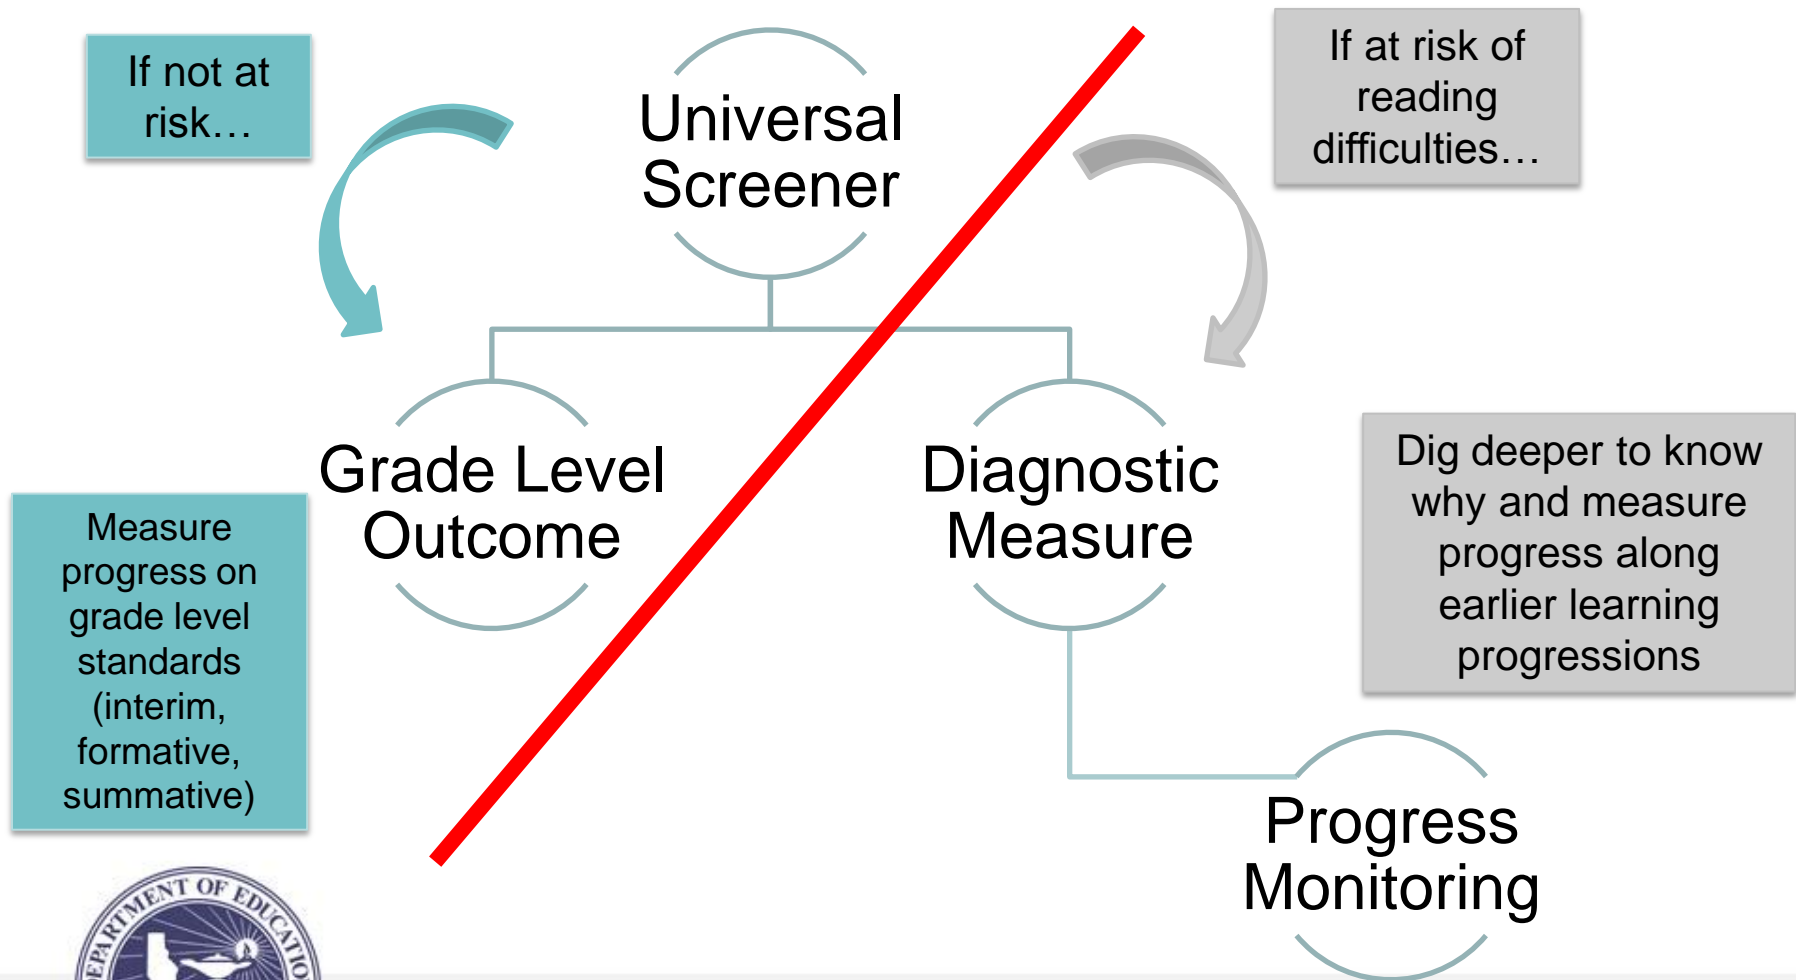 If not at
risk…
Universal
Screener
If at risk of
reading
difficulties…
Grade Level
Outcome
Diagnostic
Measure
Measure
progress on
grade level
standards
(interim,
formative,
summative)
Dig deeper to know
why and measure
progress along
earlier learning
progressions
Progress
Monitoring
DEPARTMENT OF EDUCATION